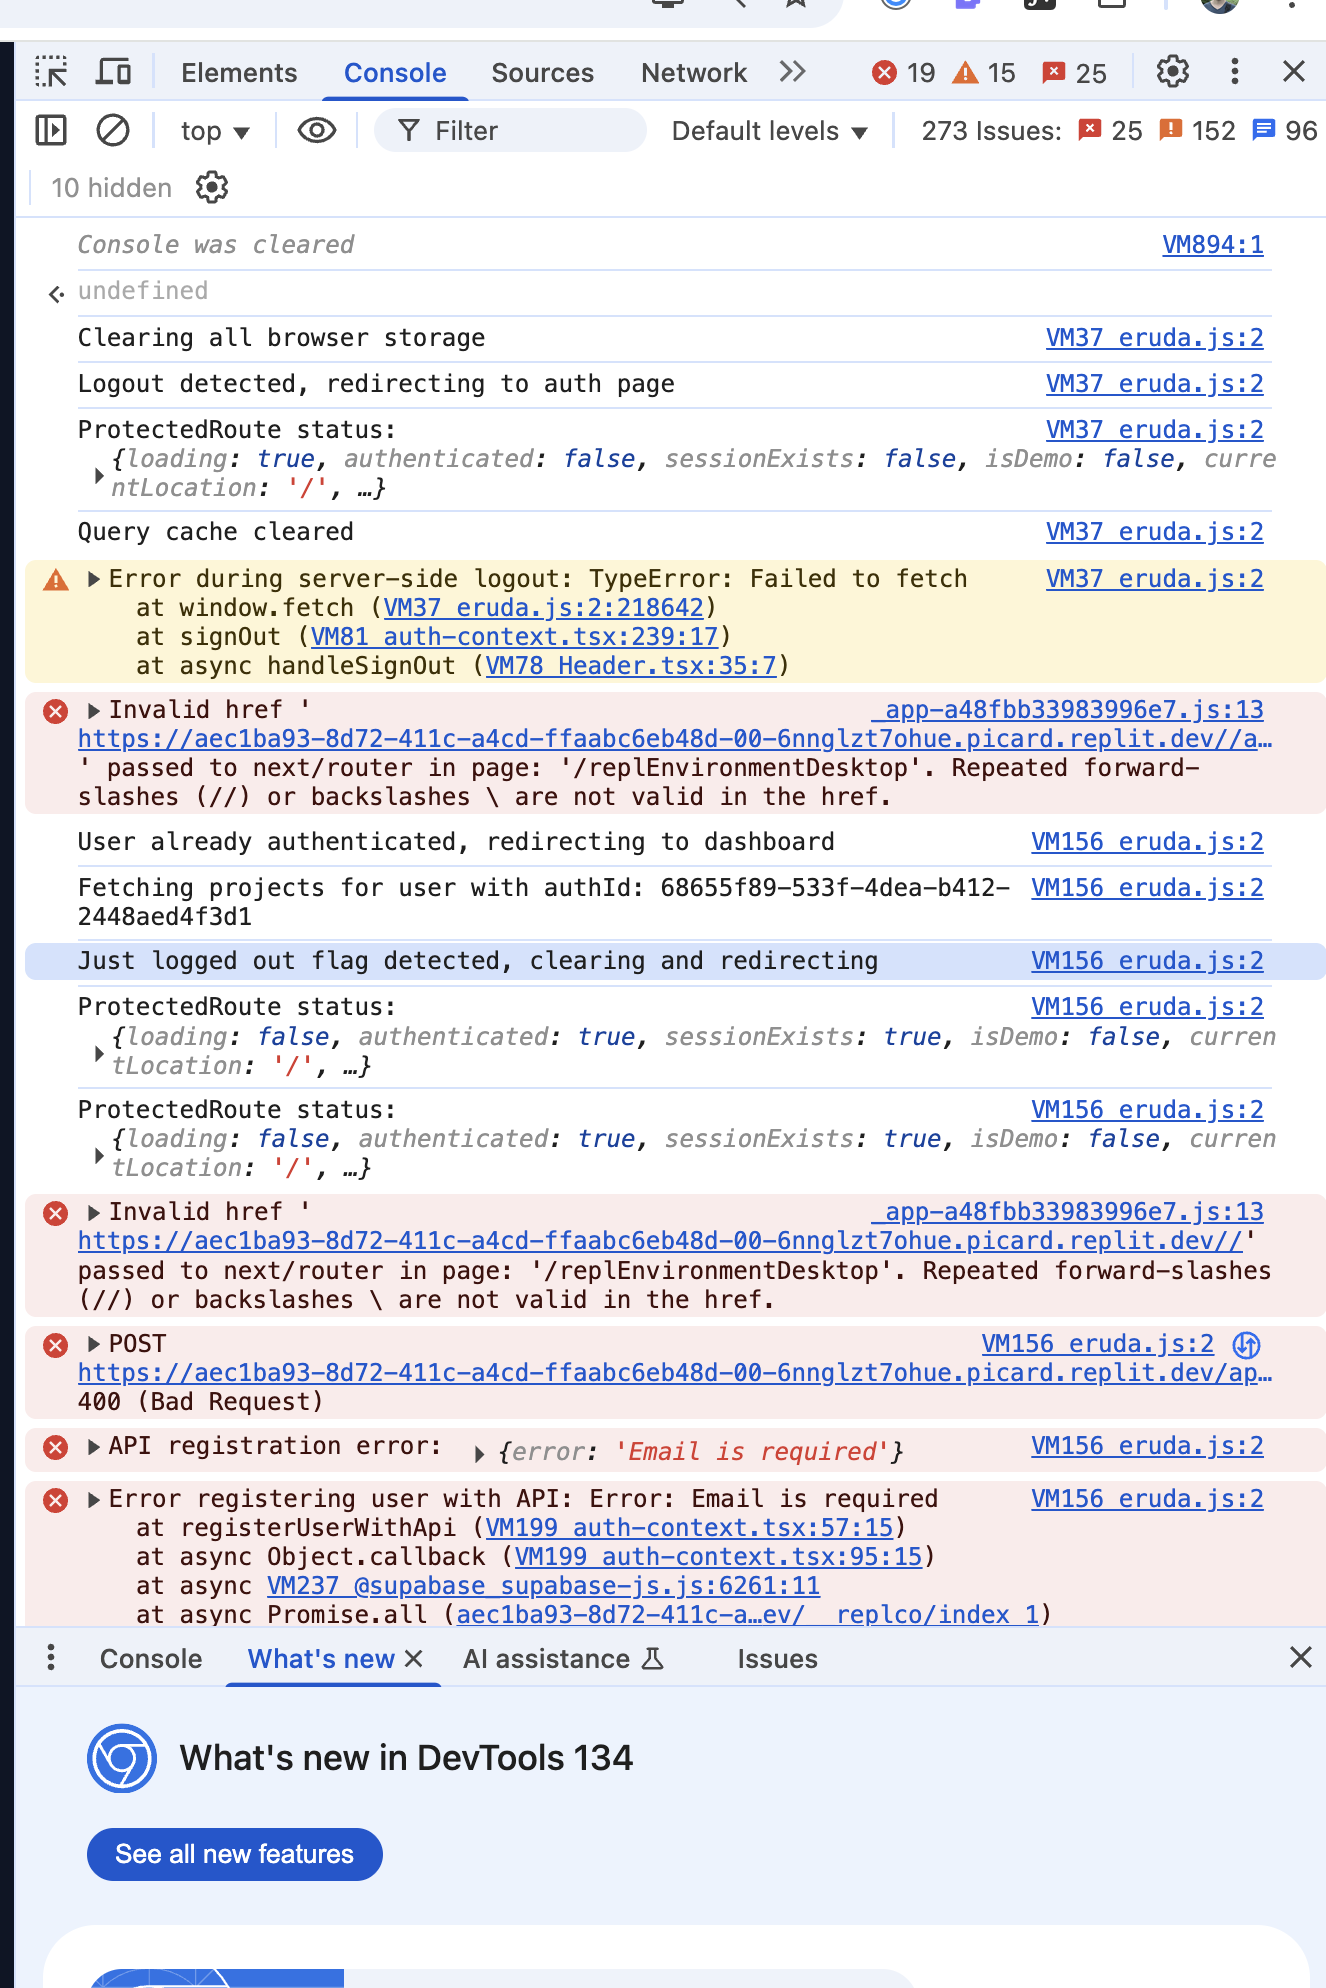 Elements Console Sources Network 19 15 25
top Filter Default levels 273 Issues: 25 152 96
10 hidden
Console was cleared VM894:1
undefined
Clearing all browser storage VM37 eruda.js:2
Logout detected, redirecting to auth page VM37 eruda.js:2
ProtectedRoute status: VM37 eruda.js:2
{loading: true, authenticated: false, sessionExists: false, isDemo: false, curre
ntLocation: '/', …}
Query cache cleared VM37 eruda.js:2
Error during server-side logout: TypeError: Failed to fetch VM37 eruda.js:2
at window.fetch (VM37 eruda.js:2:218642)
at signOut (VM81 auth-context.tsx:239:17)
at async handleSignOut (VM78 Header.tsx:35:7)
Invalid href ' _app-a48fbb33983996e7.js:13
https://aec1ba93-8d72-411c-a4cd-ffaabc6eb48d-00-6nnglzt7ohue.picard.replit.dev//a…
' passed to next/router in page: '/replEnvironmentDesktop'. Repeated forward-
slashes (//) or backslashes \ are not valid in the href.
User already authenticated, redirecting to dashboard VM156 eruda.js:2
Fetching projects for user with authId: 68655f89-533f-4dea-b412- VM156 eruda.js:2
2448aed4f3d1
Just logged out flag detected, clearing and redirecting VM156 eruda.js:2
ProtectedRoute status: VM156 eruda.js:2
{loading: false, authenticated: true, sessionExists: true, isDemo: false, curren
tLocation: '/', …}
ProtectedRoute status: VM156 eruda.js:2
{loading: false, authenticated: true, sessionExists: true, isDemo: false, curren
tLocation: '/', …}
Invalid href ' _app-a48fbb33983996e7.js:13
https://aec1ba93-8d72-411c-a4cd-ffaabc6eb48d-00-6nnglzt7ohue.picard.replit.dev//'
passed to next/router in page: '/replEnvironmentDesktop'. Repeated forward-slashes
(//) or backslashes \ are not valid in the href.
POST VM156 eruda.js:2
https://aec1ba93-8d72-411c-a4cd-ffaabc6eb48d-00-6nnglzt7ohue.picard.replit.dev/ap…
400 (Bad Request)
API registration error: {error: 'Email is required'} VM156 eruda.js:2
Error registering user with API: Error: Email is required VM156 eruda.js:2
at registerUserWithApi (VM199 auth-context.tsx:57:15)
at async Object.callback (VM199 auth-context.tsx:95:15)
at async VM237 @supabase_supabase-js.js:6261:11
at async Promise.all (aec1ba93-8d72-411c-a…ev/__replco/index 1)
Console What's new AI assistance Issues
What's new in DevTools 134
See all new features